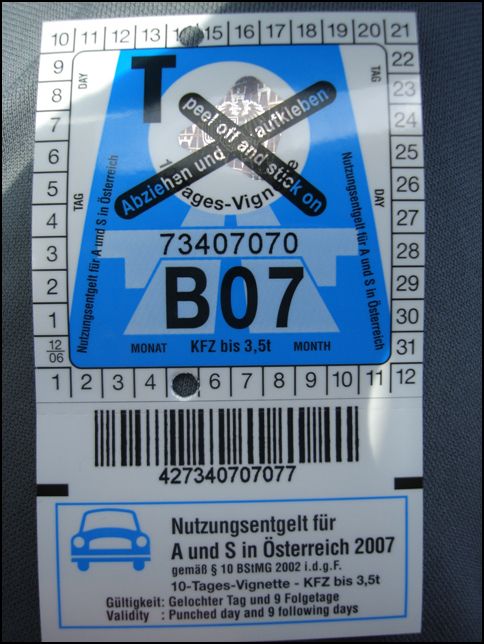 10 11 12 13 15 16 17 18 19 20 21
9 22
8 23
7 24
6 25
5 26
4 27
3 28
2 29
1 30
12
06
31
DAY
TAG
T
Abziehen und aufkleben
peel off and stick on
Tages-Vign
TAG
DAY
Nutzungsentgelt für A und S in Österreich
Nutzungsentgelt für A und S in Österreich
73407070
B07
MONAT KFZ bis 3,5t MONTH
1 2 3 4 6 7 8 9 10 11 12
427340707077
Nutzungsentgelt für
A und S in Österreich 2007
gemäß § 10 BStMG 2002 i.d.g.F.
10-Tages-Vignette - KFZ bis 3,5t
Gültigkeit: Gelochter Tag und 9 Folgetage
Validity : Punched day and 9 following days